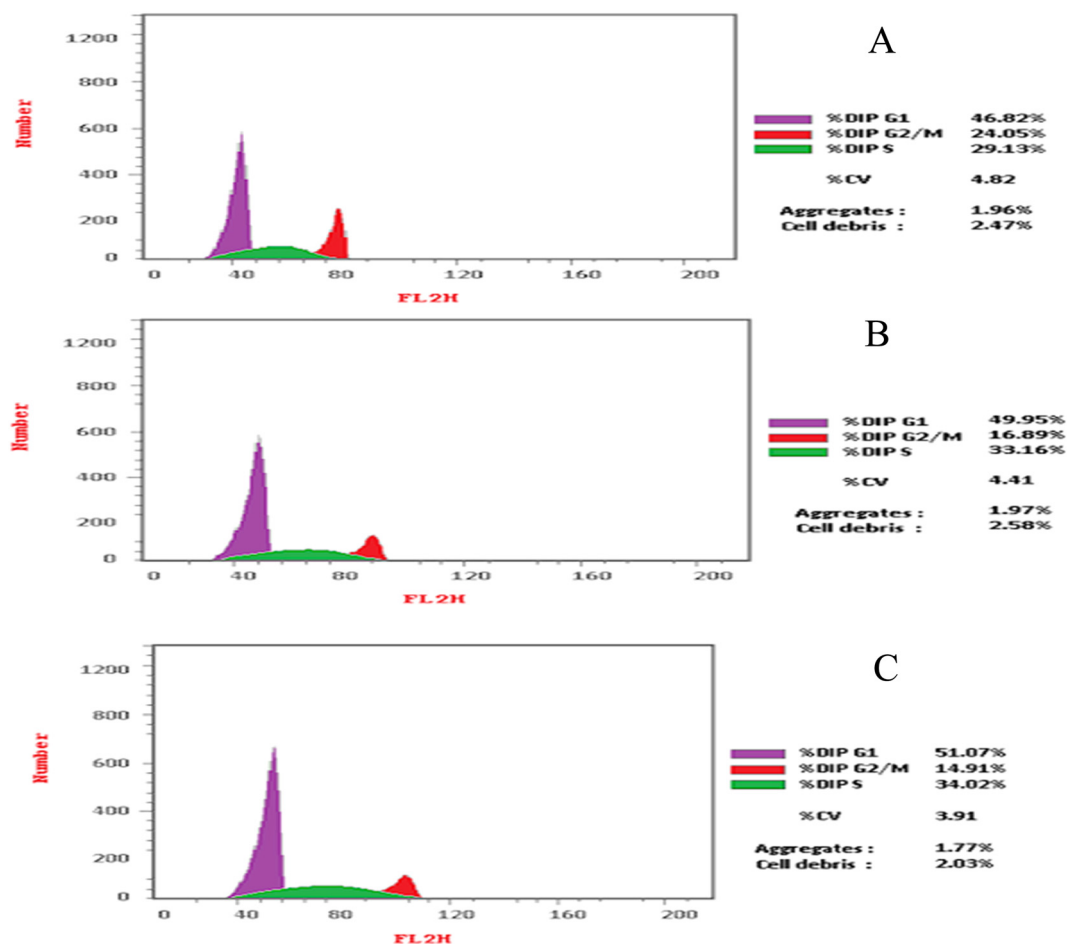 A
1200
800
600
400
200
0
Number
0 40 80 120 160 200
FL2H
%DIP G1 46.82%
%DIP G2/M 24.05%
%DIP S 29.13%
%CV 4.82
Aggregates : 1.96%
Cell debris : 2.47%
B
1200
800
600
400
200
0
Number
0 40 80 120 160 200
FL2H
%DIP G1 49.95%
%DIP G2/M 16.89%
%DIP S 33.16%
%CV 4.41
Aggregates : 1.97%
Cell debris : 2.58%
C
1200
800
600
400
200
0
Number
0 40 80 120 160 200
FL2H
%DIP G1 51.07%
%DIP G2/M 14.91%
%DIP S 34.02%
%CV 3.91
Aggregates : 1.77%
Cell debris : 2.03%